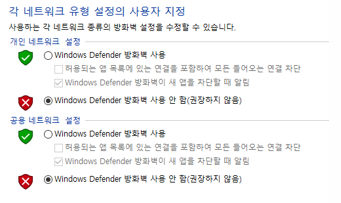 각 네트워크 유형 설정의 사용자 지정
사용하는 각 네트워크 종류의 방화벽 설정을 수정할 수 있습니다.
개인 네트워크 설정
Windows Defender 방화벽 사용
허용되는 앱 목록에 있는 연결을 포함하여 모든 들어오는 연결 차단
Windows Defender 방화벽이 새 앱을 차단할 때 알림
Windows Defender 방화벽 사용 안 함(권장하지 않음)
공용 네트워크 설정
Windows Defender 방화벽 사용
허용되는 앱 목록에 있는 연결을 포함하여 모든 들어오는 연결 차단
Windows Defender 방화벽이 새 앱을 차단할 때 알림
Windows Defender 방화벽 사용 안 함(권장하지 않음)